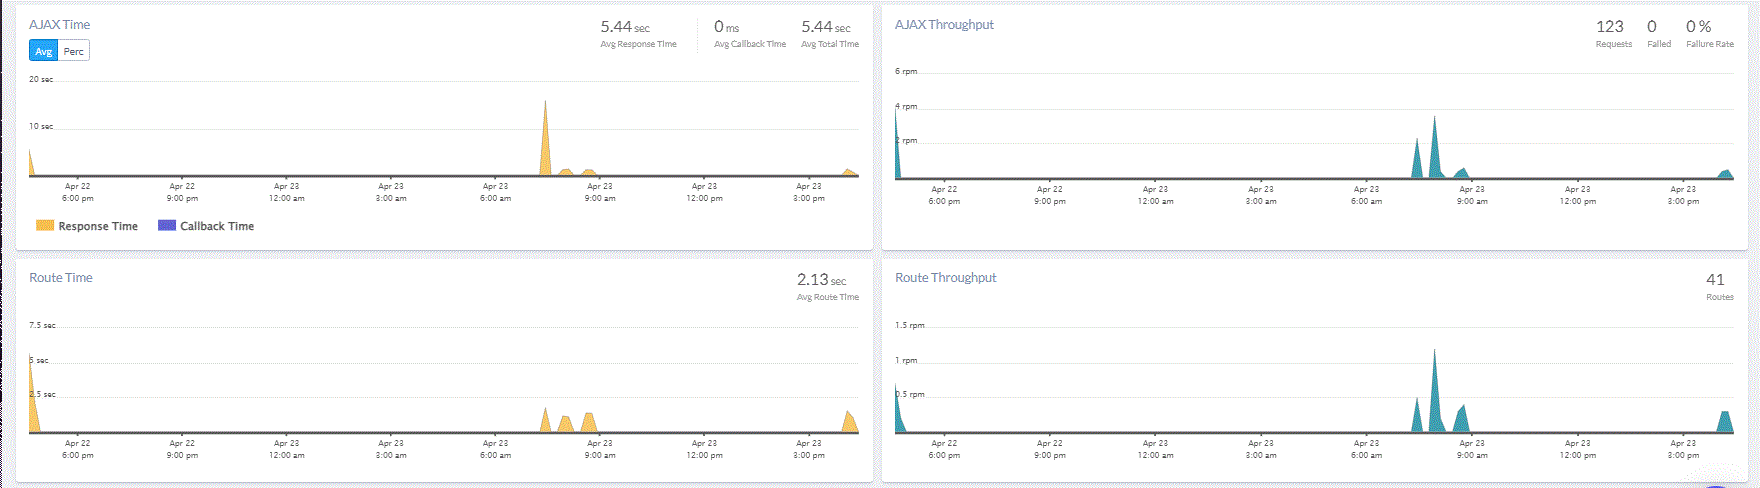 AJAX Time
5.44 sec
Avg Response Time
0 ms
Avg Callback Time
5.44 sec
Avg Total Time
Avg
Perc
20 sec
10 sec
Apr 22 Apr 22 Apr 23 Apr 23 Apr 23 Apr 23 Apr 23 Apr 23
6:00 pm 9:00 pm 12:00 am 3:00 am 6:00 am 9:00 am 12:00 pm 3:00 pm
Response Time
Callback Time
AJAX Throughput
123
Requests
0
Failed
0 %
Failure Rate
6 rpm
4 rpm
2 rpm
Apr 22 Apr 22 Apr 23 Apr 23 Apr 23 Apr 23 Apr 23 Apr 23
6:00 pm 9:00 pm 12:00 am 3:00 am 6:00 am 9:00 am 12:00 pm 3:00 pm
Route Time
2.13 sec
Avg Route Time
7.5 sec
5 sec
2.5 sec
Apr 22 Apr 22 Apr 23 Apr 23 Apr 23 Apr 23 Apr 23 Apr 23
6:00 pm 9:00 pm 12:00 am 3:00 am 6:00 am 9:00 am 12:00 pm 3:00 pm
Route Throughput
41
Routes
1.5 rpm
1 rpm
0.5 rpm
Apr 22 Apr 22 Apr 23 Apr 23 Apr 23 Apr 23 Apr 23 Apr 23
6:00 pm 9:00 pm 12:00 am 3:00 am 6:00 am 9:00 am 12:00 pm 3:00 pm